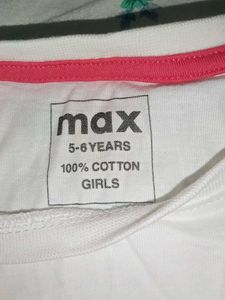 max
5-6 YEARS
100% COTTON
GIRLS